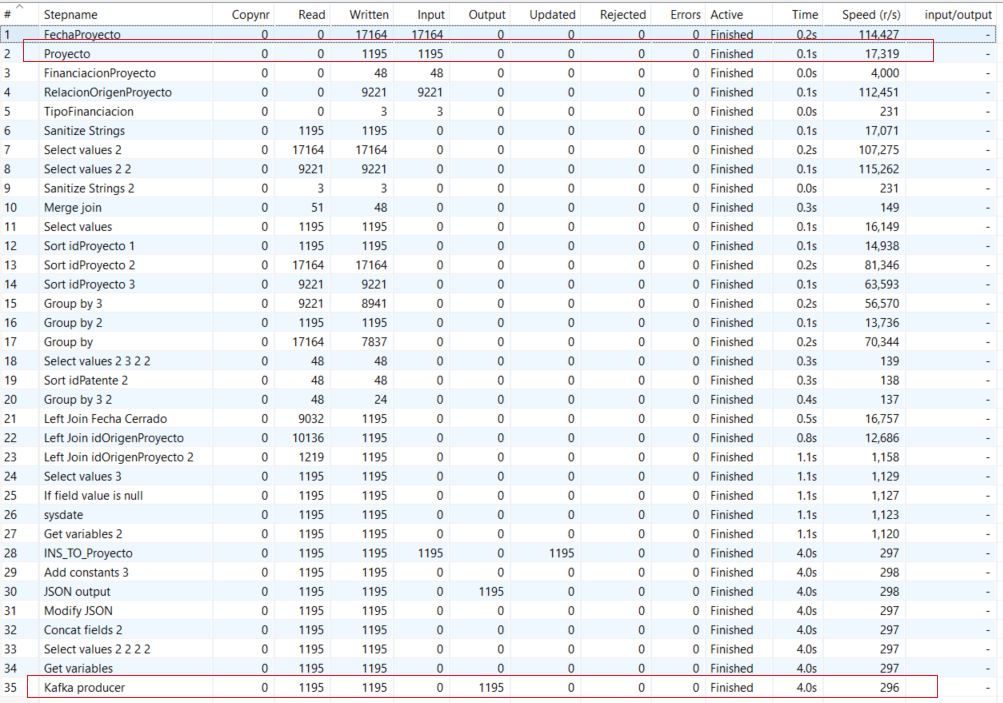 # Stepname Copynr Read Written Input Output Updated Rejected Errors Active Time Speed (r/s) input/output
1 FechaProyecto 0 0 17164 17164 0 0 0 0 Finished 0.2s 114,427 -
2 Proyecto 0 0 1195 1195 0 0 0 0 Finished 0.1s 17,319 -
3 FinanciacionProyecto 0 0 48 48 0 0 0 0 Finished 0.0s 4,000 -
4 RelacionOrigenProyecto 0 0 9221 9221 0 0 0 0 Finished 0.1s 112,451 -
5 TipoFinanciacion 0 0 3 3 0 0 0 0 Finished 0.0s 231 -
6 Sanitize Strings 0 1195 1195 0 0 0 0 0 Finished 0.1s 17,071 -
7 Select values 2 0 17164 17164 0 0 0 0 0 Finished 0.2s 107,275 -
8 Select values 2 2 0 9221 9221 0 0 0 0 0 Finished 0.1s 115,262 -
9 Sanitize Strings 2 0 3 3 0 0 0 0 0 Finished 0.0s 231 -
10 Merge join 0 51 48 0 0 0 0 0 Finished 0.3s 149 -
11 Select values 0 1195 1195 0 0 0 0 0 Finished 0.1s 16,149 -
12 Sort idProyecto 1 0 1195 1195 0 0 0 0 0 Finished 0.1s 14,938 -
13 Sort idProyecto 2 0 17164 17164 0 0 0 0 0 Finished 0.2s 81,346 -
14 Sort idProyecto 3 0 9221 9221 0 0 0 0 0 Finished 0.1s 63,593 -
15 Group by 3 0 9221 8941 0 0 0 0 0 Finished 0.2s 56,570 -
16 Group by 2 0 1195 1195 0 0 0 0 0 Finished 0.1s 13,736 -
17 Group by 0 17164 7837 0 0 0 0 0 Finished 0.2s 70,344 -
18 Select values 2 3 2 2 0 48 48 0 0 0 0 0 Finished 0.3s 139 -
19 Sort idPatente 2 0 48 48 0 0 0 0 0 Finished 0.3s 138 -
20 Group by 3 2 0 48 24 0 0 0 0 0 Finished 0.4s 137 -
21 Left Join Fecha Cerrado 0 9032 1195 0 0 0 0 0 Finished 0.5s 16,757 -
22 Left Join idOrigenProyecto 0 10136 1195 0 0 0 0 0 Finished 0.8s 12,686 -
23 Left Join idOrigenProyecto 2 0 1219 1195 0 0 0 0 0 Finished 1.1s 1,158 -
24 Select values 3 0 1195 1195 0 0 0 0 0 Finished 1.1s 1,129 -
25 If field value is null 0 1195 1195 0 0 0 0 0 Finished 1.1s 1,127 -
26 sysdate 0 1195 1195 0 0 0 0 0 Finished 1.1s 1,123 -
27 Get variables 2 0 1195 1195 0 0 0 0 0 Finished 1.1s 1,120 -
28 INS_TO_Proyecto 0 1195 1195 1195 0 1195 0 0 Finished 4.0s 297 -
29 Add constants 3 0 1195 1195 0 0 0 0 0 Finished 4.0s 298 -
30 JSON output 0 1195 1195 0 1195 0 0 0 Finished 4.0s 298 -
31 Modify JSON 0 1195 1195 0 0 0 0 0 Finished 4.0s 297 -
32 Concat fields 2 0 1195 1195 0 0 0 0 0 Finished 4.0s 297 -
33 Select values 2 2 2 2 0 1195 1195 0 0 0 0 0 Finished 4.0s 297 -
34 Get variables 0 1195 1195 0 0 0 0 0 Finished 4.0s 297 -
35 Kafka producer 0 1195 1195 0 1195 0 0 0 Finished 4.0s 296 -